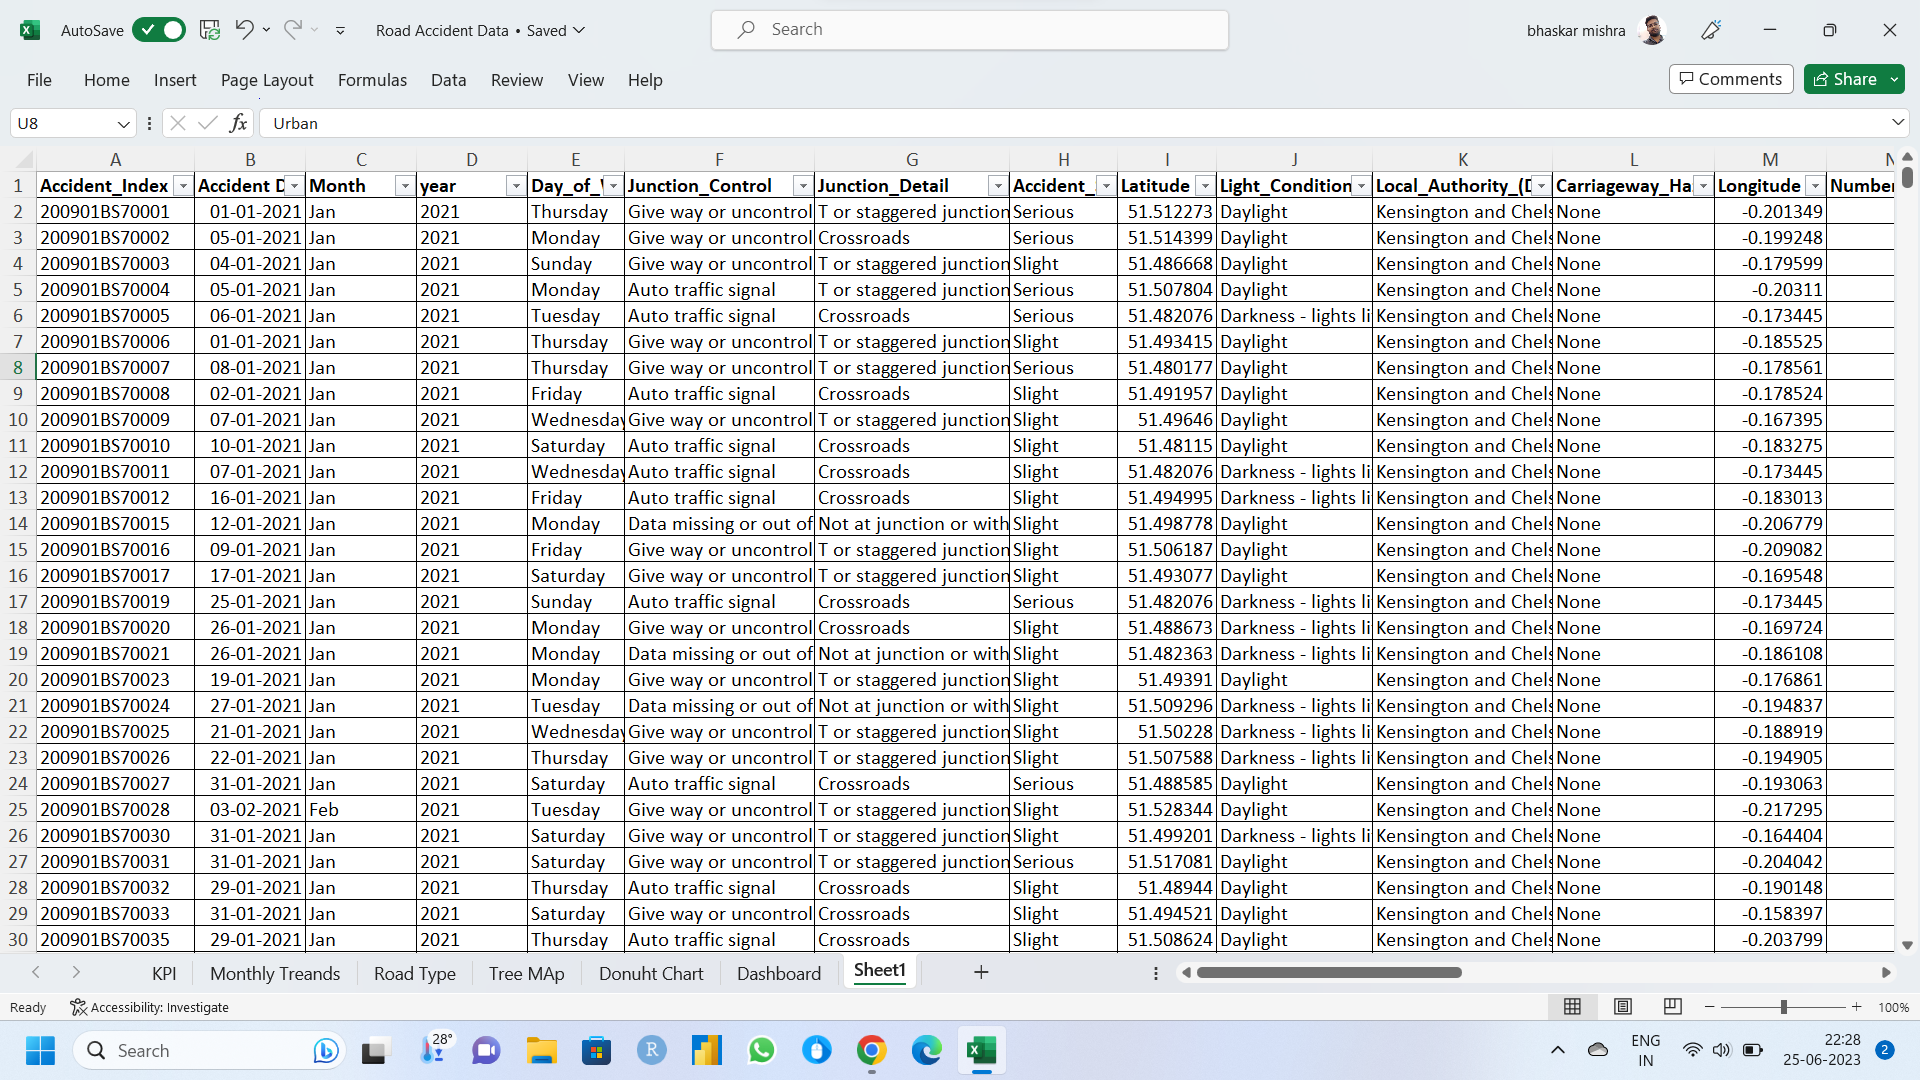 AutoSave Road Accident Data • Saved Search bhaskar mishra
File Home Insert Page Layout Formulas Data Review View Help Comments Share
U8 fx Urban
A B C D E F G H I J K L M N
1 Accident_Index Accident D Month year Day_of_ Junction_Control Junction_Detail Accident_ Latitude Light_Condition Local_Authority_(D Carriageway_Ha Longitude Number
2 200901BS70001 01-01-2021 Jan 2021 Thursday Give way or uncontrol T or staggered junction Serious 51.512273 Daylight Kensington and Chels None -0.201349
3 200901BS70002 05-01-2021 Jan 2021 Monday Give way or uncontrol Crossroads Serious 51.514399 Daylight Kensington and Chels None -0.199248
4 200901BS70003 04-01-2021 Jan 2021 Sunday Give way or uncontrol T or staggered junction Slight 51.486668 Daylight Kensington and Chels None -0.179599
5 200901BS70004 05-01-2021 Jan 2021 Monday Auto traffic signal T or staggered junction Serious 51.507804 Daylight Kensington and Chels None -0.20311
6 200901BS70005 06-01-2021 Jan 2021 Tuesday Auto traffic signal Crossroads Serious 51.482076 Darkness - lights li Kensington and Chels None -0.173445
7 200901BS70006 01-01-2021 Jan 2021 Thursday Give way or uncontrol T or staggered junction Slight 51.493415 Daylight Kensington and Chels None -0.185525
8 200901BS70007 08-01-2021 Jan 2021 Thursday Give way or uncontrol T or staggered junction Serious 51.480177 Daylight Kensington and Chels None -0.178561
9 200901BS70008 02-01-2021 Jan 2021 Friday Auto traffic signal Crossroads Slight 51.491957 Daylight Kensington and Chels None -0.178524
10 200901BS70009 07-01-2021 Jan 2021 Wednesday Give way or uncontrol T or staggered junction Slight 51.49646 Daylight Kensington and Chels None -0.167395
11 200901BS70010 10-01-2021 Jan 2021 Saturday Auto traffic signal Crossroads Slight 51.48115 Daylight Kensington and Chels None -0.183275
12 200901BS70011 07-01-2021 Jan 2021 Wednesday Auto traffic signal Crossroads Slight 51.482076 Darkness - lights li Kensington and Chels None -0.173445
13 200901BS70012 16-01-2021 Jan 2021 Friday Auto traffic signal Crossroads Slight 51.494995 Darkness - lights li Kensington and Chels None -0.183013
14 200901BS70015 12-01-2021 Jan 2021 Monday Data missing or out of Not at junction or with Slight 51.498778 Daylight Kensington and Chels None -0.206779
15 200901BS70016 09-01-2021 Jan 2021 Friday Give way or uncontrol T or staggered junction Slight 51.506187 Daylight Kensington and Chels None -0.209082
16 200901BS70017 17-01-2021 Jan 2021 Saturday Give way or uncontrol T or staggered junction Slight 51.493077 Daylight Kensington and Chels None -0.169548
17 200901BS70019 25-01-2021 Jan 2021 Sunday Auto traffic signal Crossroads Serious 51.482076 Darkness - lights li Kensington and Chels None -0.173445
18 200901BS70020 26-01-2021 Jan 2021 Monday Give way or uncontrol Crossroads Slight 51.488673 Darkness - lights li Kensington and Chels None -0.169724
19 200901BS70021 26-01-2021 Jan 2021 Monday Data missing or out of Not at junction or with Slight 51.482363 Darkness - lights li Kensington and Chels None -0.186108
20 200901BS70023 19-01-2021 Jan 2021 Monday Give way or uncontrol T or staggered junction Slight 51.49391 Daylight Kensington and Chels None -0.176861
21 200901BS70024 27-01-2021 Jan 2021 Tuesday Data missing or out of Not at junction or with Slight 51.509296 Darkness - lights li Kensington and Chels None -0.194837
22 200901BS70025 21-01-2021 Jan 2021 Wednesday Give way or uncontrol T or staggered junction Slight 51.50228 Darkness - lights li Kensington and Chels None -0.188919
23 200901BS70026 22-01-2021 Jan 2021 Thursday Give way or uncontrol T or staggered junction Slight 51.507588 Darkness - lights li Kensington and Chels None -0.194905
24 200901BS70027 31-01-2021 Jan 2021 Saturday Auto traffic signal Crossroads Serious 51.488585 Daylight Kensington and Chels None -0.193063
25 200901BS70028 03-02-2021 Feb 2021 Tuesday Give way or uncontrol T or staggered junction Slight 51.528344 Daylight Kensington and Chels None -0.217295
26 200901BS70030 31-01-2021 Jan 2021 Saturday Give way or uncontrol T or staggered junction Slight 51.499201 Darkness - lights li Kensington and Chels None -0.164404
27 200901BS70031 31-01-2021 Jan 2021 Saturday Give way or uncontrol T or staggered junction Serious 51.517081 Daylight Kensington and Chels None -0.204042
28 200901BS70032 29-01-2021 Jan 2021 Thursday Auto traffic signal Crossroads Slight 51.48944 Daylight Kensington and Chels None -0.190148
29 200901BS70033 31-01-2021 Jan 2021 Saturday Give way or uncontrol Crossroads Slight 51.494521 Daylight Kensington and Chels None -0.158397
30 200901BS70035 29-01-2021 Jan 2021 Thursday Auto traffic signal Crossroads Slight 51.508624 Daylight Kensington and Chels None -0.203799
KPI Monthly Treands Road Type Tree MAp Donuht Chart Dashboard Sheet1
Ready Accessibility: Investigate 100%
Search 28° ENG 22:28 2
IN 25-06-2023